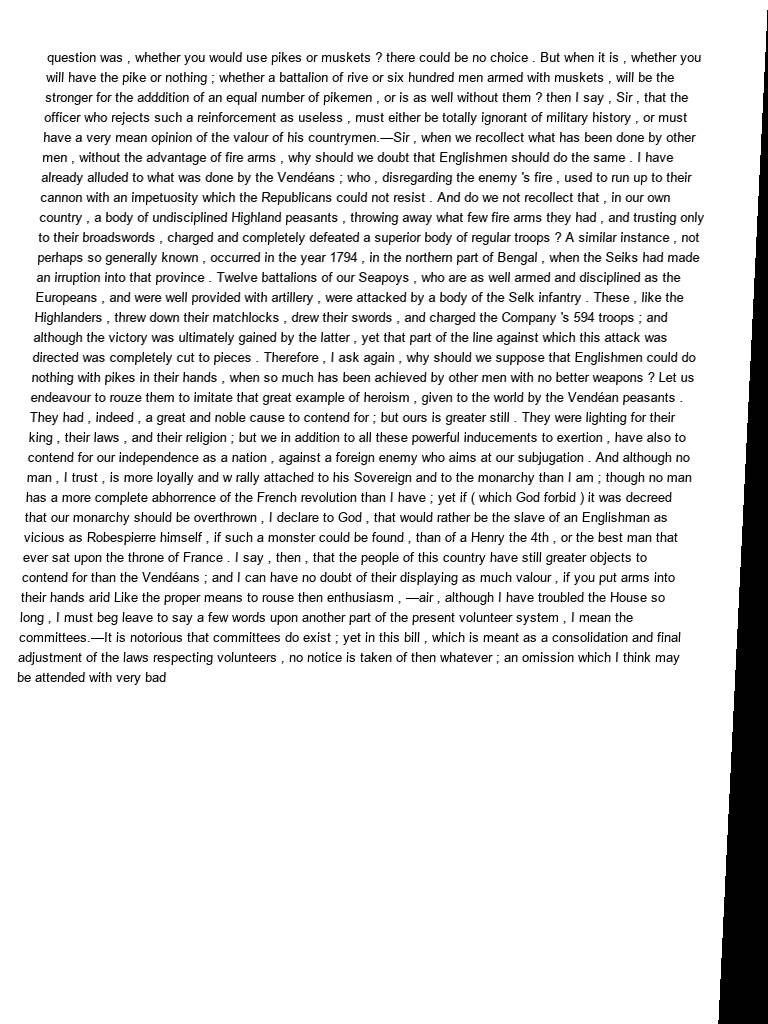 question was , whether you would use pikes or muskets ? there could be no choice . But when it is , whether you
will have the pike or nothing ; whether a battalion of rive or six hundred men armed with muskets , will be the
stronger for the adddition of an equal number of pikemen , or is as well without them ? then I say , Sir , that the
officer who rejects such a reinforcement as useless , must either be totally ignorant of military history , or must
have a very mean opinion of the valour of his countrymen.—Sir , when we recollect what has been done by other
men , without the advantage of fire arms , why should we doubt that Englishmen should do the same . I have
already alluded to what was done by the Vendéans ; who , disregarding the enemy 's fire , used to run up to their
cannon with an impetuosity which the Republicans could not resist . And do we not recollect that , in our own
country , a body of undisciplined Highland peasants , throwing away what few fire arms they had , and trusting only
to their broadswords , charged and completely defeated a superior body of regular troops ? A similar instance , not
perhaps so generally known , occurred in the year 1794 , in the northern part of Bengal , when the Seiks had made
an irruption into that province . Twelve battalions of our Seapoys , who are as well armed and disciplined as the
Europeans , and were well provided with artillery , were attacked by a body of the Selk infantry . These , like the
Highlanders , threw down their matchlocks , drew their swords , and charged the Company 's 594 troops ; and
although the victory was ultimately gained by the latter , yet that part of the line against which this attack was
directed was completely cut to pieces . Therefore , I ask again , why should we suppose that Englishmen could do
nothing with pikes in their hands , when so much has been achieved by other men with no better weapons ? Let us
endeavour to rouze them to imitate that great example of heroism , given to the world by the Vendéan peasants .
They had , indeed , a great and noble cause to contend for ; but ours is greater still . They were lighting for their
king , their laws , and their religion ; but we in addition to all these powerful inducements to exertion , have also to
contend for our independence as a nation , against a foreign enemy who aims at our subjugation . And although no
man , I trust , is more loyally and w rally attached to his Sovereign and to the monarchy than I am ; though no man
has a more complete abhorrence of the French revolution than I have ; yet if ( which God forbid ) it was decreed
that our monarchy should be overthrown , I declare to God , that would rather be the slave of an Englishman as
vicious as Robespierre himself , if such a monster could be found , than of a Henry the 4th , or the best man that
ever sat upon the throne of France . I say , then , that the people of this country have still greater objects to
contend for than the Vendéans ; and I can have no doubt of their displaying as much valour , if you put arms into
their hands arid Like the proper means to rouse then enthusiasm , —air , although I have troubled the House so
long , I must beg leave to say a few words upon another part of the present volunteer system , I mean the
committees.—It is notorious that committees do exist ; yet in this bill , which is meant as a consolidation and final
adjustment of the laws respecting volunteers , no notice is taken of then whatever ; an omission which I think may
be attended with very bad